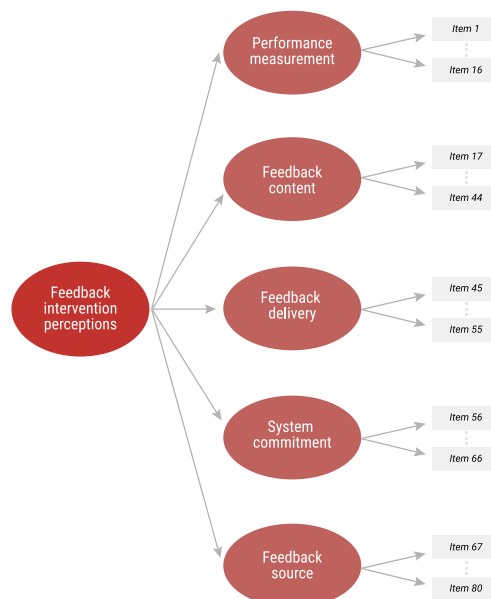 Performance
measurement
Item 1
Item 16
Feedback
content
Item 17
Item 44
Feedback
intervention
perceptions
Feedback
delivery
Item 45
Item 55
System
commitment
Item 56
Item 66
Feedback
source
Item 67
Item 80